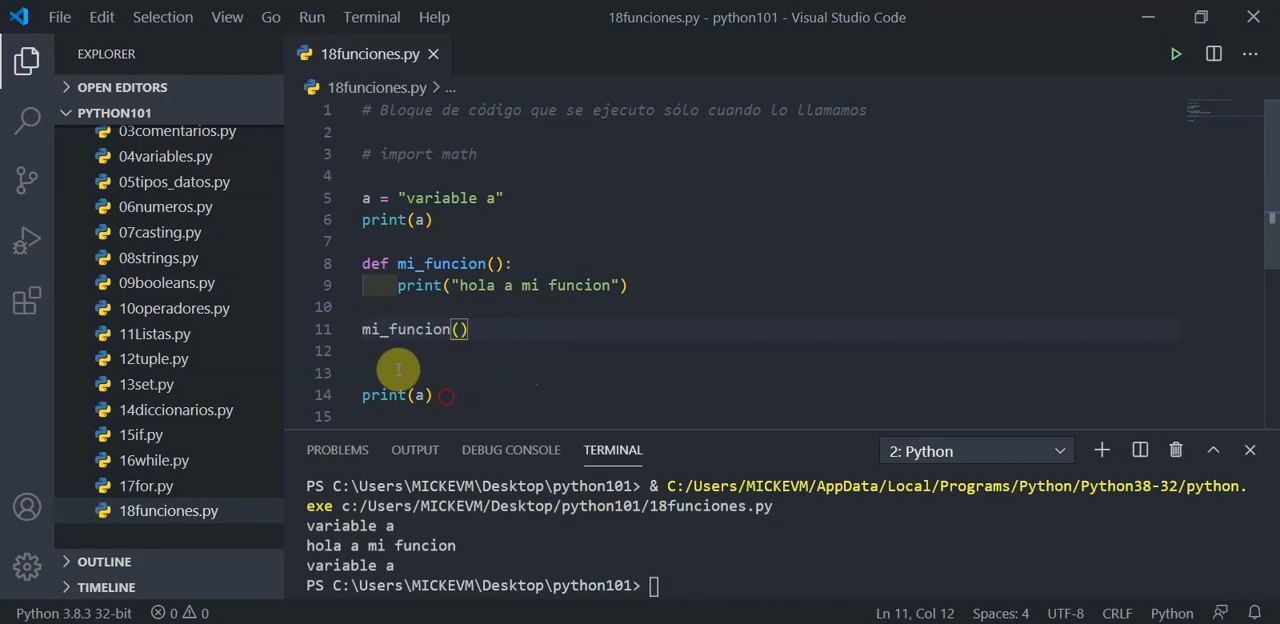 File Edit Selection View Go Run Terminal Help 18funciones.py - python101 - Visual Studio Code
EXPLORER
OPEN EDITORS
PYTHON101
03comentarios.py
04variables.py
05tipos_datos.py
06numeros.py
07casting.py
08strings.py
09booleans.py
10operadores.py
11Listas.py
12tuple.py
13set.py
14diccionarios.py
15if.py
16while.py
17for.py
18funciones.py
OUTLINE
TIMELINE
18funciones.py
18funciones.py > ...
1 # Bloque de código que se ejecuto sólo cuando lo llamamos
2
3 # import math
4
5 a = "variable a"
6 print(a)
7
8 def mi_funcion():
9 print("hola a mi funcion")
10
11 mi_funcion()
12
13
14 print(a)
15
PROBLEMS OUTPUT DEBUG CONSOLE TERMINAL 2: Python
PS C:\Users\MICKEVM\Desktop\python101> & C:/Users/MICKEVM/AppData/Local/Programs/Python/Python38-32/python.
exe c:/Users/MICKEVM/Desktop/python101/18funciones.py
variable a
hola a mi funcion
variable a
PS C:\Users\MICKEVM\Desktop\python101>
Python 3.8.3 32-bit 0 0 Ln 11, Col 12 Spaces: 4 UTF-8 CRLF Python